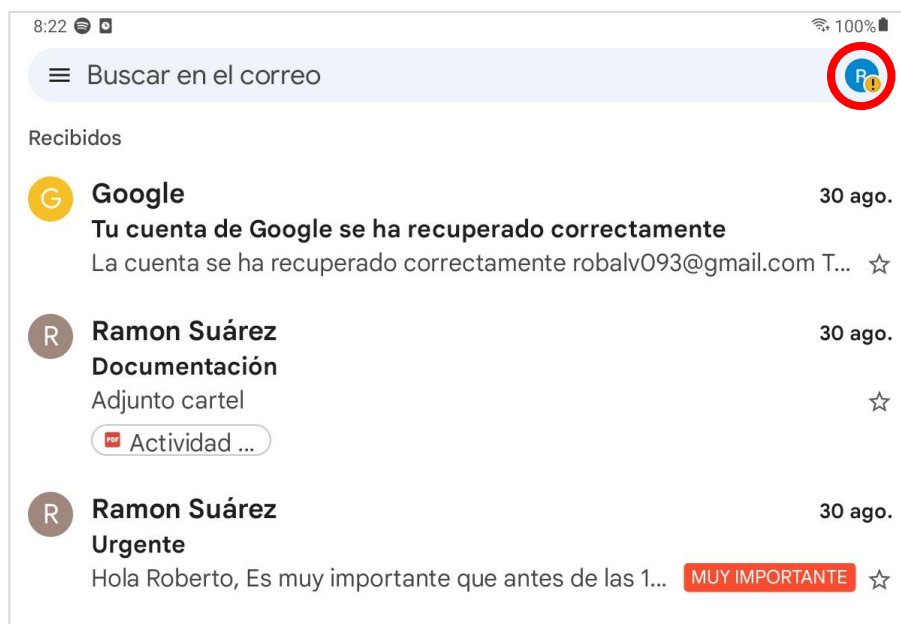 8:22 100%
Buscar en el correo R
Recibidos
G Google 30 ago.
Tu cuenta de Google se ha recuperado correctamente
La cuenta se ha recuperado correctamente robalv093@gmail.com T...
R Ramon Suárez 30 ago.
Documentación
Adjunto cartel
PDF Actividad ...
R Ramon Suárez 30 ago.
Urgente
Hola Roberto, Es muy importante que antes de las 1... MUY IMPORTANTE